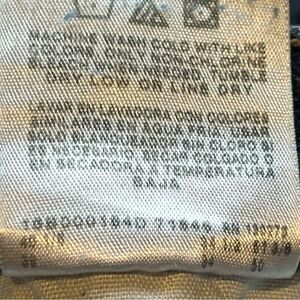 MACHINE WASH COLD WITH LIKE
COLORS. ONLY NON-CHLORINE
BLEACH WHEN NEEDED. TUMBLE
DRY LOW OR LINE DRY
LAVAR EN LAVADORA CON COLORES
SIMILARES EN AGUA FRIA. USAR
SOLO BLANQUEADOR SIN CLORO SI
ES NECESARIO. SECAR COLGADO O
EN SECADORA A TEMPERATURA
BAJA
RN 130273